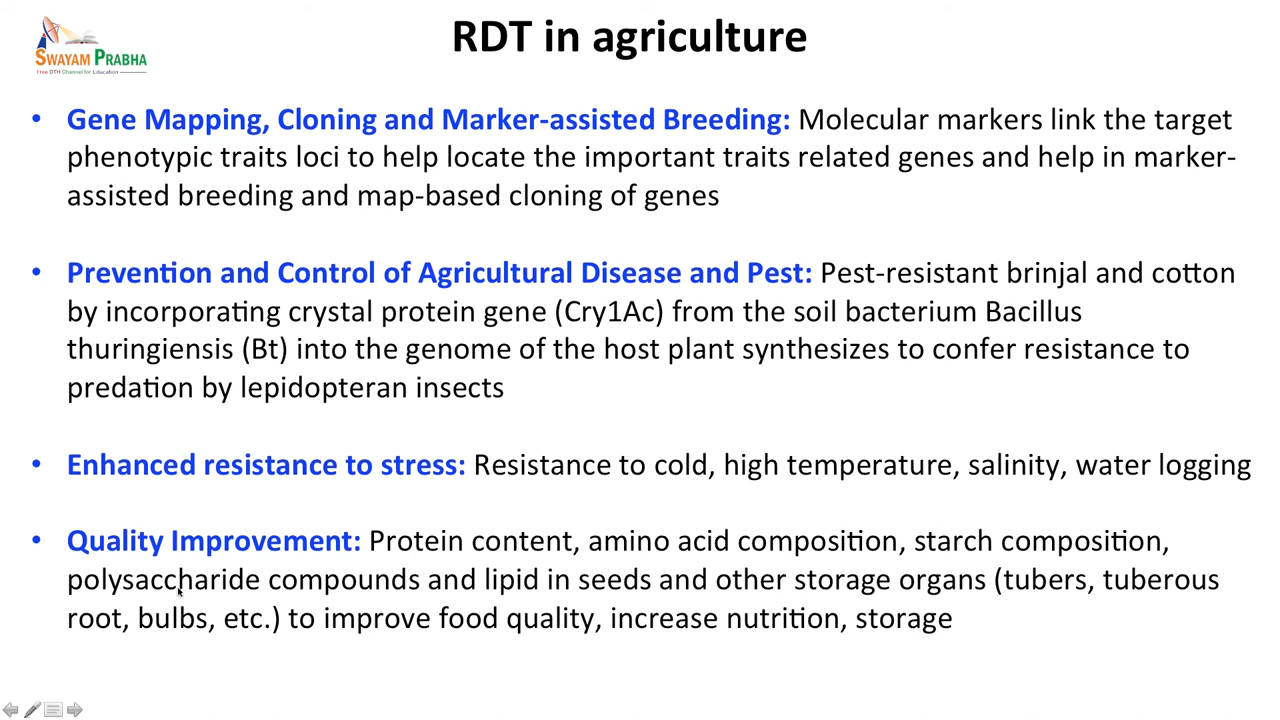 RDT in agriculture
SWAYAM PRABHA
Free DTH Channel for Education
• Gene Mapping, Cloning and Marker-assisted Breeding: Molecular markers link the target
phenotypic traits loci to help locate the important traits related genes and help in marker-
assisted breeding and map-based cloning of genes
• Prevention and Control of Agricultural Disease and Pest: Pest-resistant brinjal and cotton
by incorporating crystal protein gene (Cry1Ac) from the soil bacterium Bacillus
thuringiensis (Bt) into the genome of the host plant synthesizes to confer resistance to
predation by lepidopteran insects
• Enhanced resistance to stress: Resistance to cold, high temperature, salinity, water logging
• Quality Improvement: Protein content, amino acid composition, starch composition,
polysaccharide compounds and lipid in seeds and other storage organs (tubers, tuberous
root, bulbs, etc.) to improve food quality, increase nutrition, storage